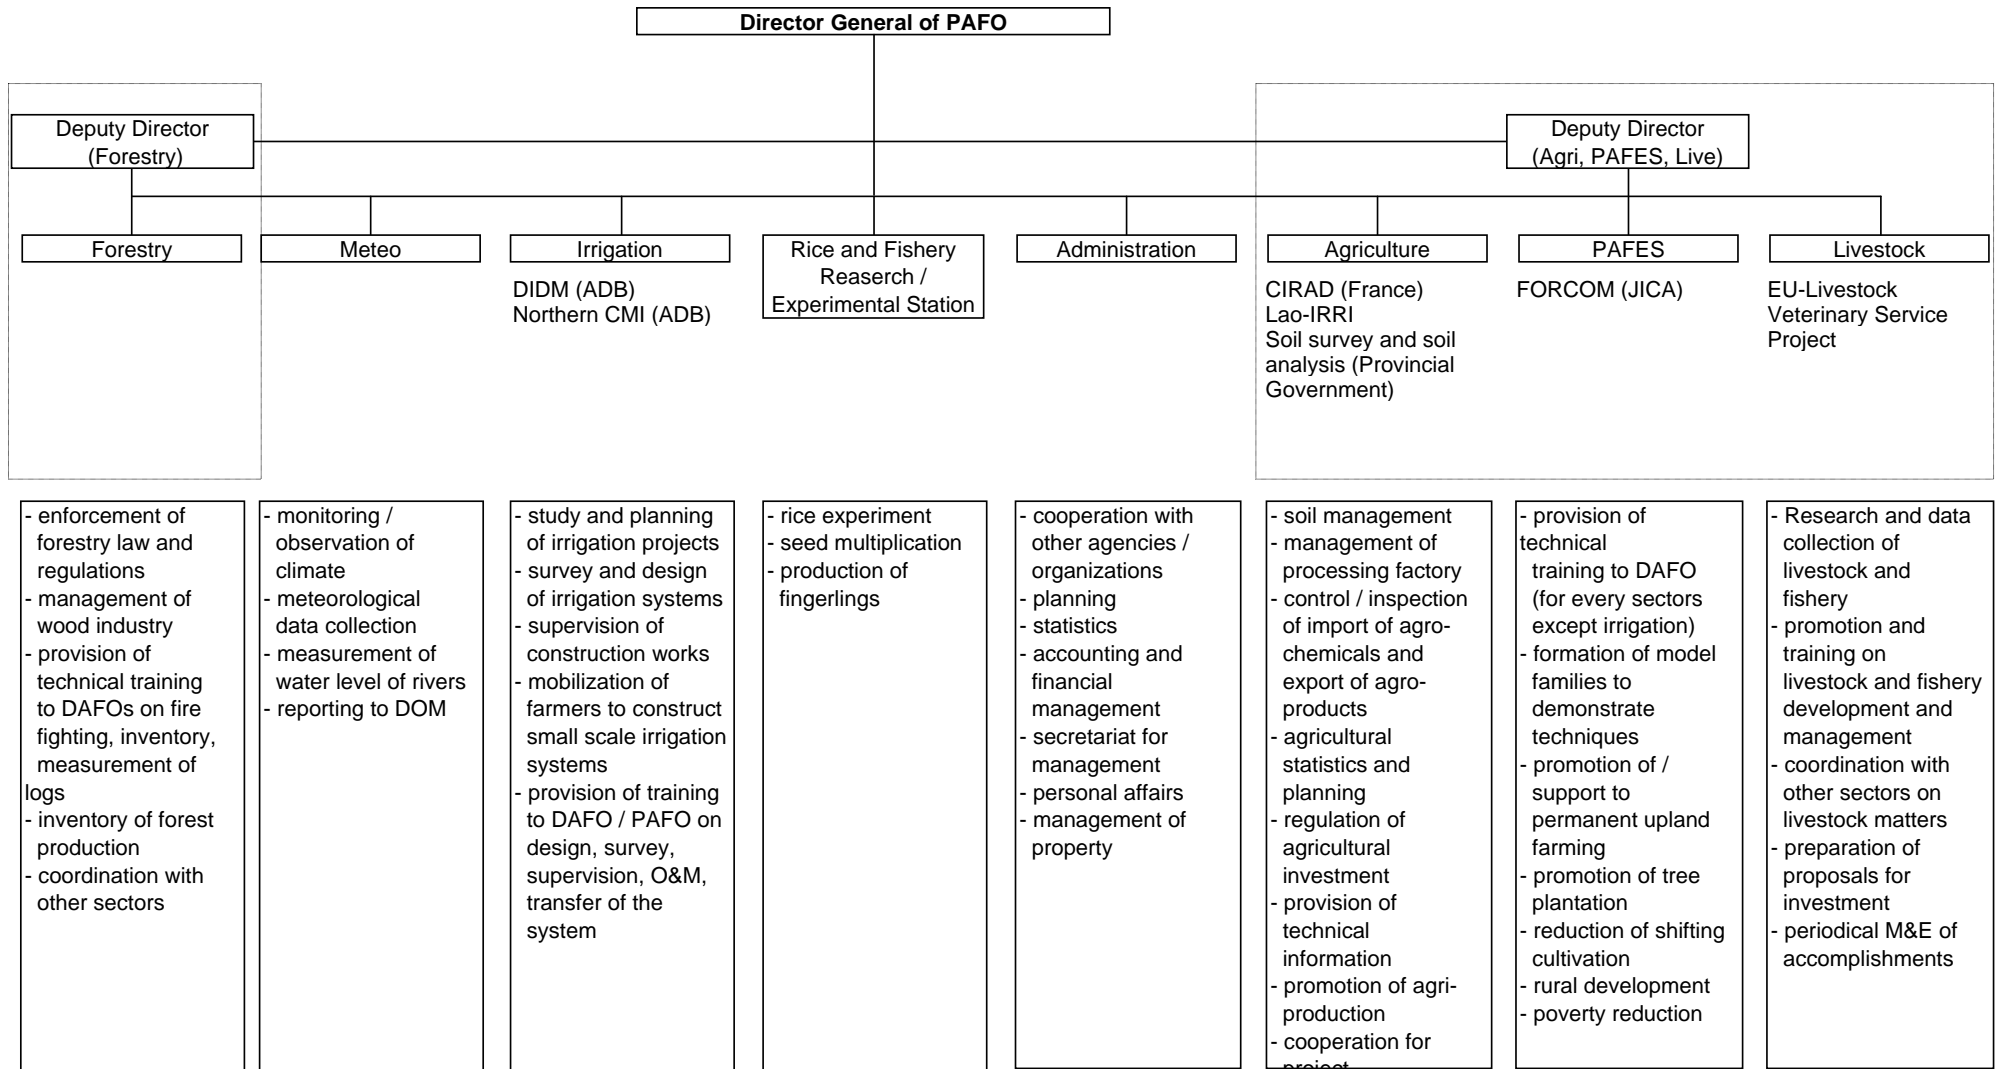 Director General of PAFO
Deputy Director
(Forestry)
Deputy Director
(Agri, PAFES, Live)
Forestry
Meteo
Irrigation
DIDM (ADB)
Northern CMI (ADB)
Rice and Fishery
Reaserch /
Experimental Station
Administration
Agriculture
CIRAD (France)
Lao-IRRI
Soil survey and soil
analysis (Provincial
Government)
PAFES
FORCOM (JICA)
Livestock
EU-Livestock
Veterinary Service
Project
- enforcement of
forestry law and
regulations
- management of
wood industry
- provision of
technical training
to DAFOs on fire
fighting, inventory,
measurement of
logs
- inventory of forest
production
- coordination with
other sectors
- monitoring /
observation of
climate
- meteorological
data collection
- measurement of
water level of rivers
- reporting to DOM
- study and planning
of irrigation projects
- survey and design
of irrigation systems
- supervision of
construction works
- mobilization of
farmers to construct
small scale irrigation
systems
- provision of training
to DAFO / PAFO on
design, survey,
supervision, O&M,
transfer of the
system
- rice experiment
- seed multiplication
- production of
fingerlings
- cooperation with
other agencies /
organizations
- planning
- statistics
- accounting and
financial
management
- secretariat for
management
- personal affairs
- management of
property
- soil management
- management of
processing factory
- control / inspection
of import of agro-
chemicals and
export of agro-
products
- agricultural
statistics and
planning
- regulation of
agricultural
investment
- provision of
technical
information
- promotion of agri-
production
- cooperation for
project
- provision of
technical
training to DAFO
(for every sectors
except irrigation)
- formation of model
families to
demonstrate
techniques
- promotion of /
support to
permanent upland
farming
- promotion of tree
plantation
- reduction of shifting
cultivation
- rural development
- poverty reduction
- Research and data
collection of
livestock and
fishery
- promotion and
training on
livestock and fishery
development and
management
- coordination with
other sectors on
livestock matters
- preparation of
proposals for
investment
- periodical M&E of
accomplishments